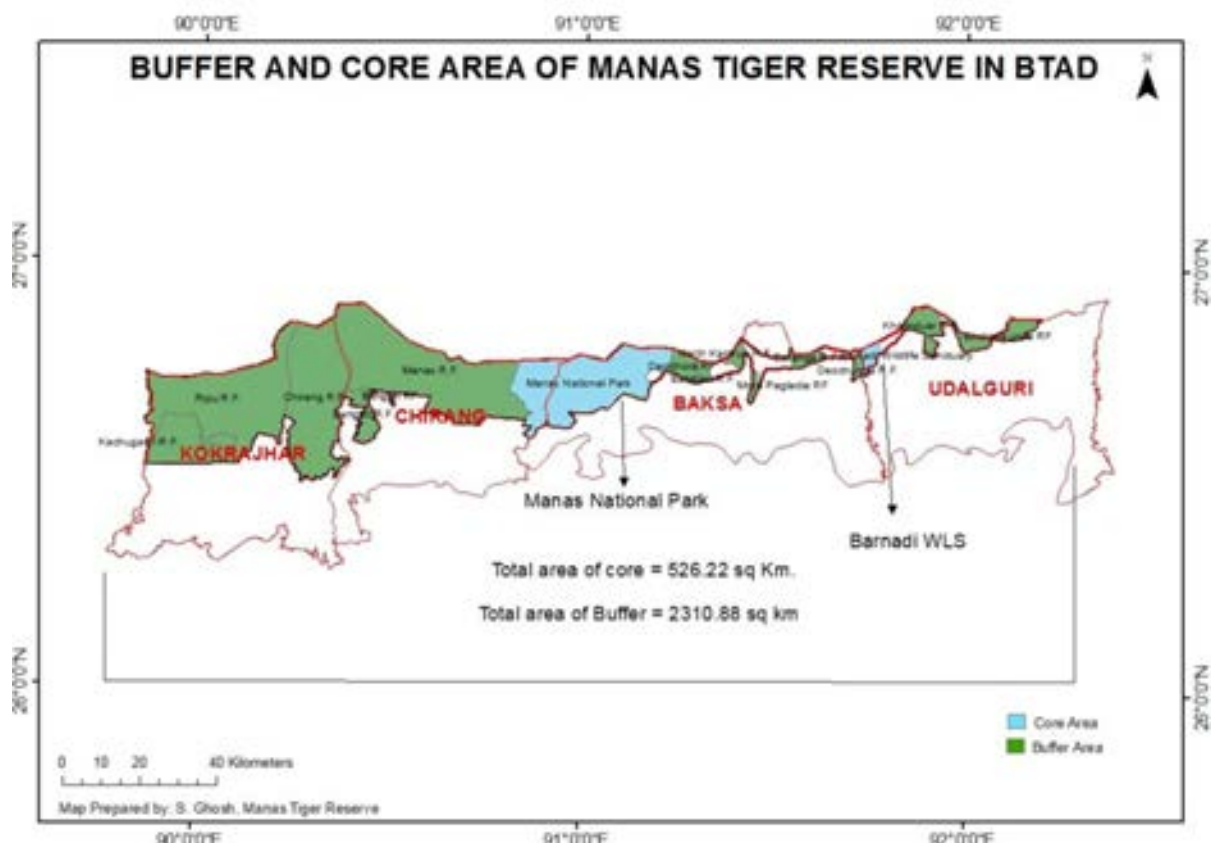 90°0'0"E 91°0'0"E 92°0'0"E
BUFFER AND CORE AREA OF MANAS TIGER RESERVE IN BTAD
N
27°0'0"N 27°0'0"N
Manas R.F.
Manas National Park
Ripu R.F.
Chirang R.F.
UDALGURI
CHIRANG
BAKSA
KOKRAJHAR
Manas National Park
Barnadi WLS
Total area of core = 526.22 sq Km.
Total area of Buffer = 2310.88 sq km
26°0'0"N 26°0'0"N
Core Area
Buffer Area
0 10 20 40 Kilometers
Map Prepared by: S. Ghosh, Manas Tiger Reserve
90°0'0"E 91°0'0"E 92°0'0"E